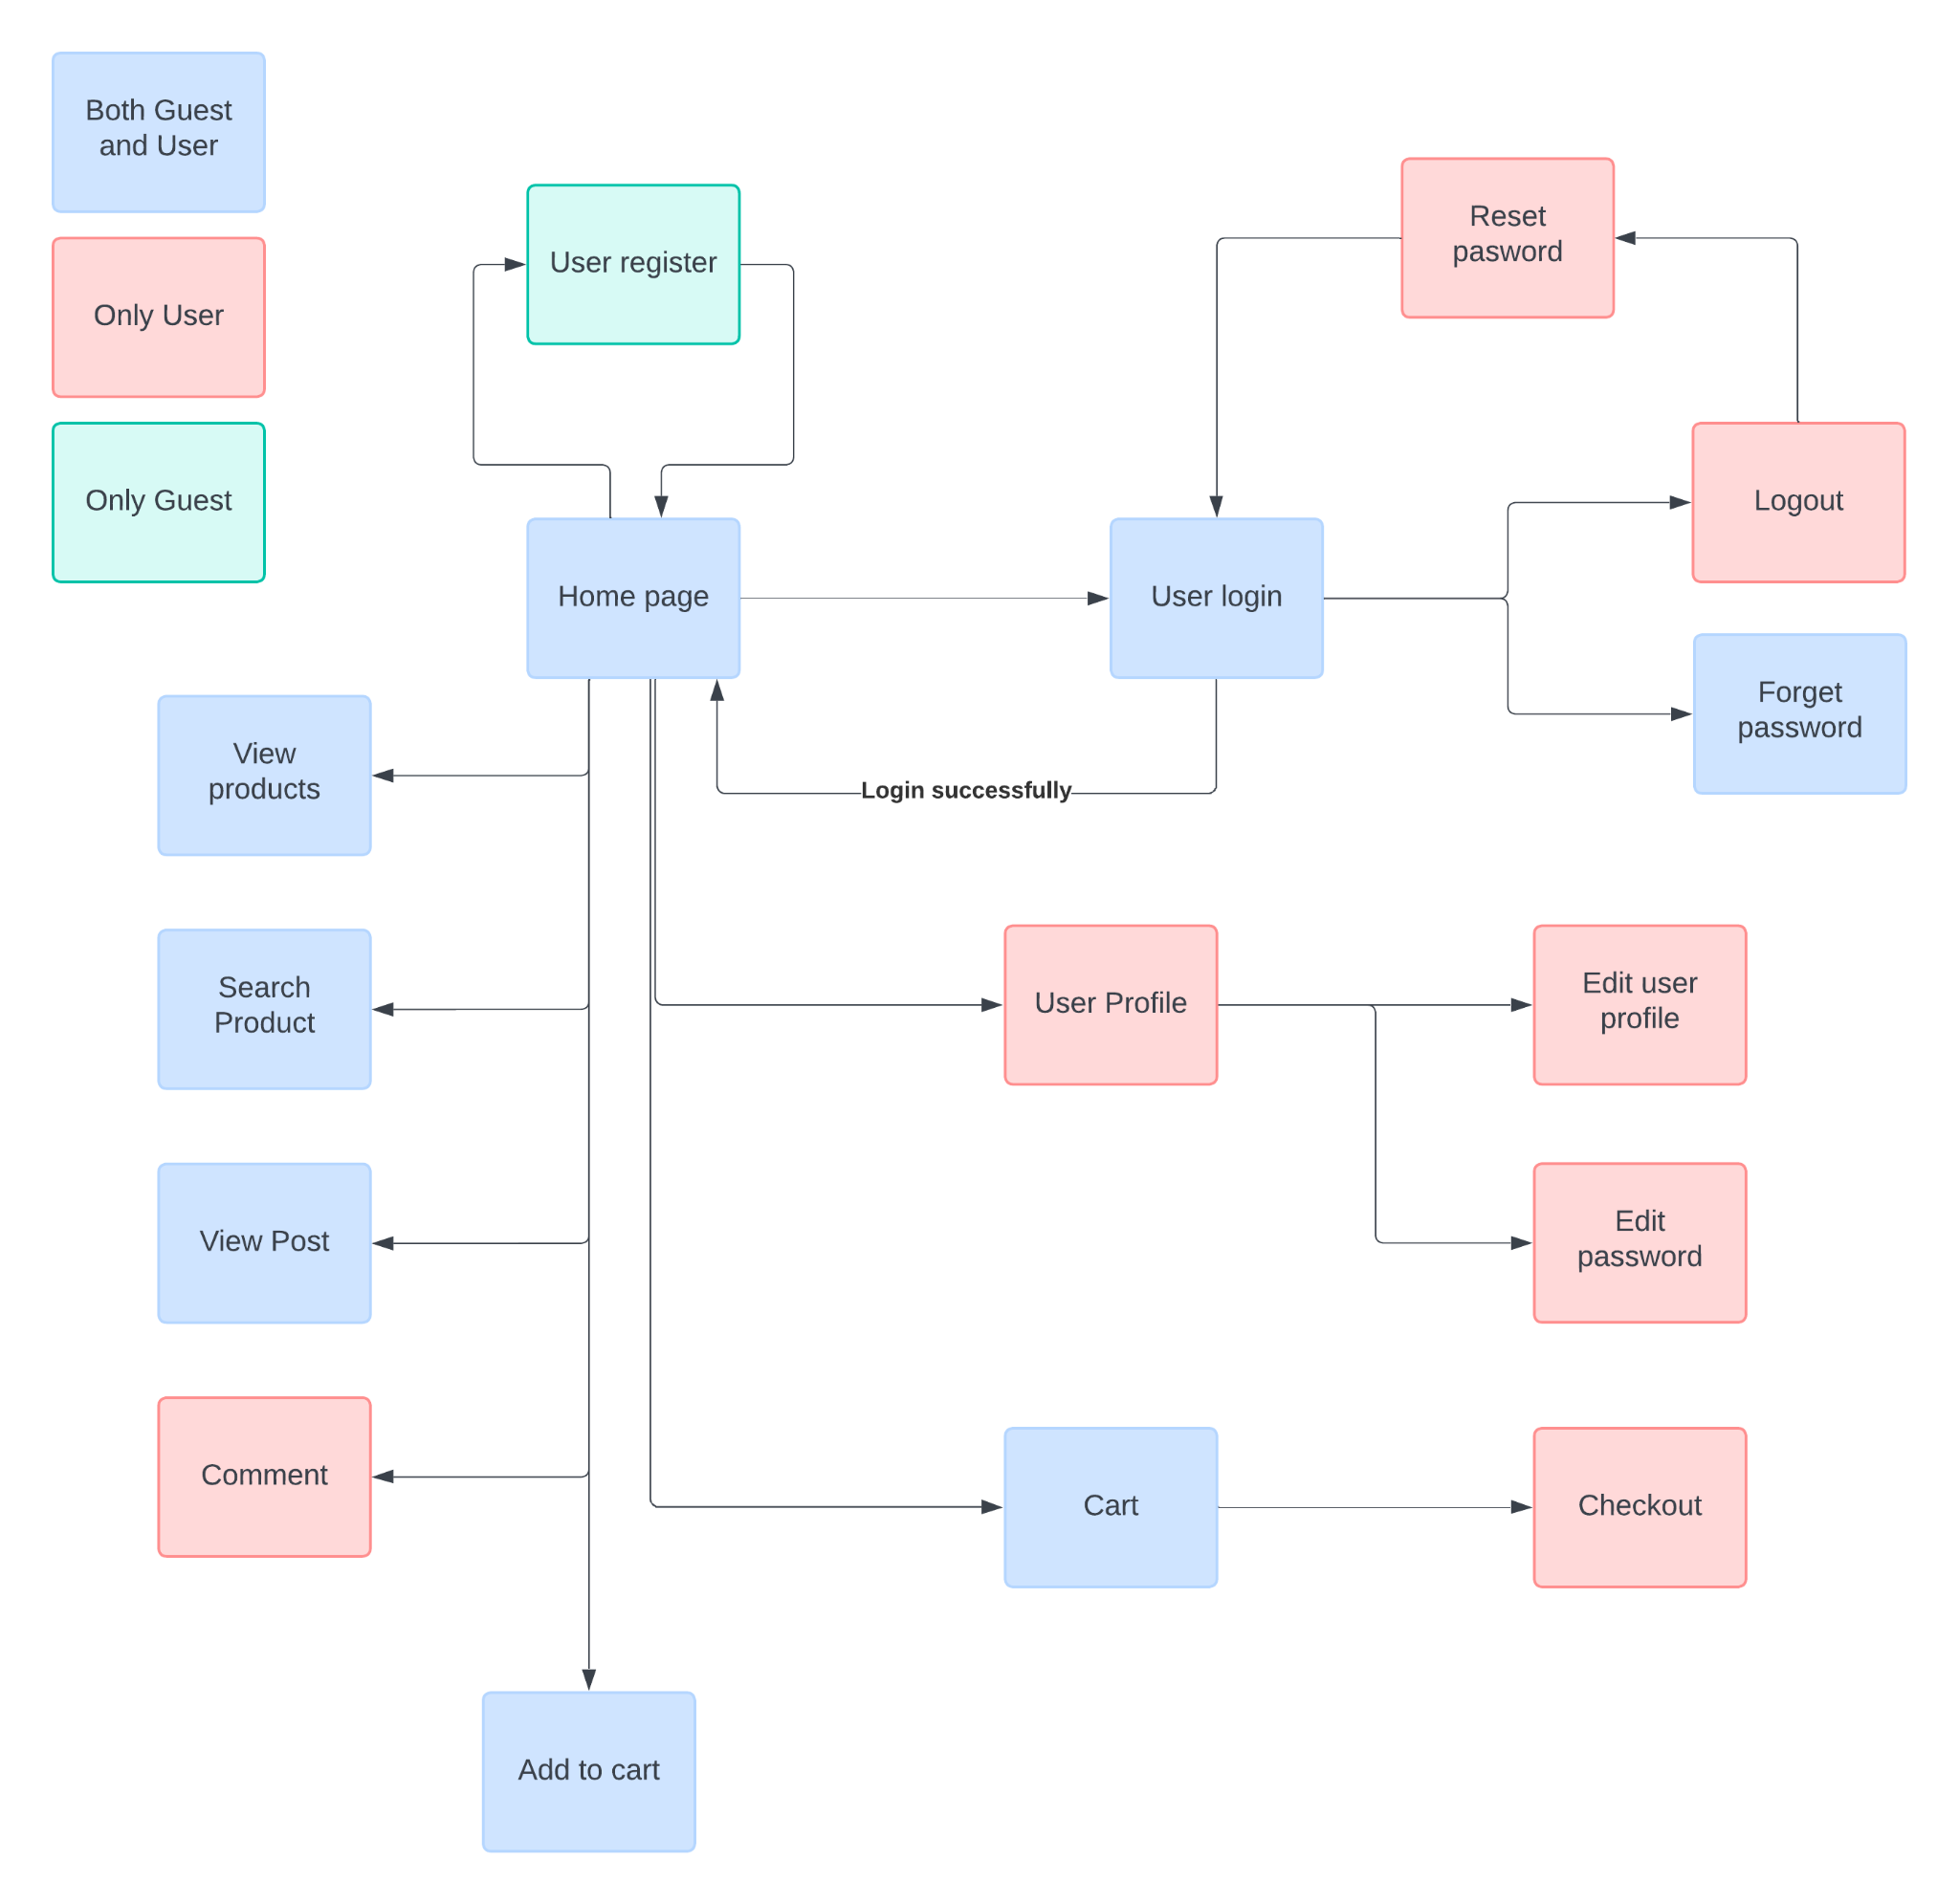 Both Guest
and User
Only User
Only Guest
User register
Reset
pasword
Logout
Home page
User login
Forget
password
Login successfully
View
products
Search
Product
User Profile
Edit user
profile
View Post
Edit
password
Comment
Cart
Checkout
Add to cart